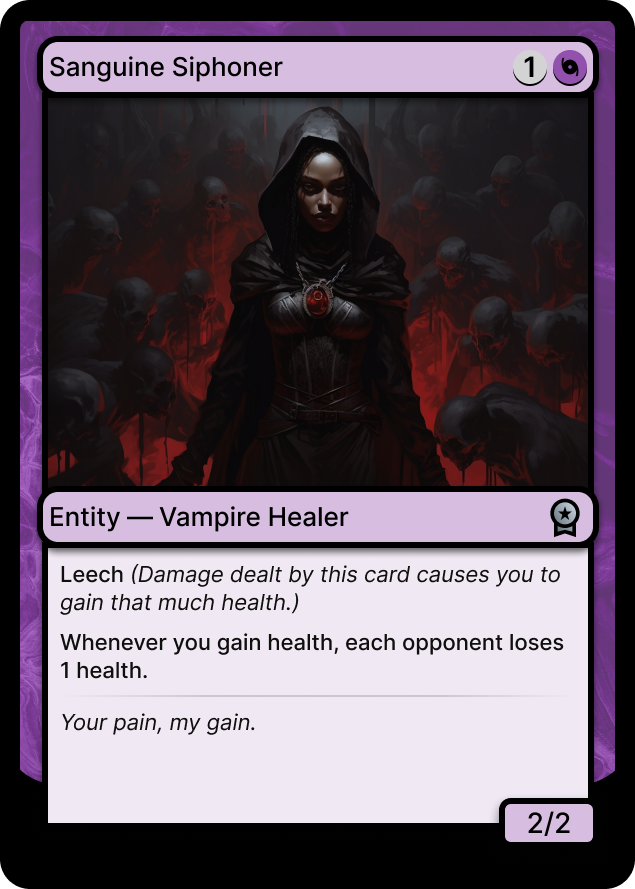 Sanguine Siphoner 1
Entity — Vampire Healer
Leech (Damage dealt by this card causes you to
gain that much health.)
Whenever you gain health, each opponent loses
1 health.
Your pain, my gain.
2/2